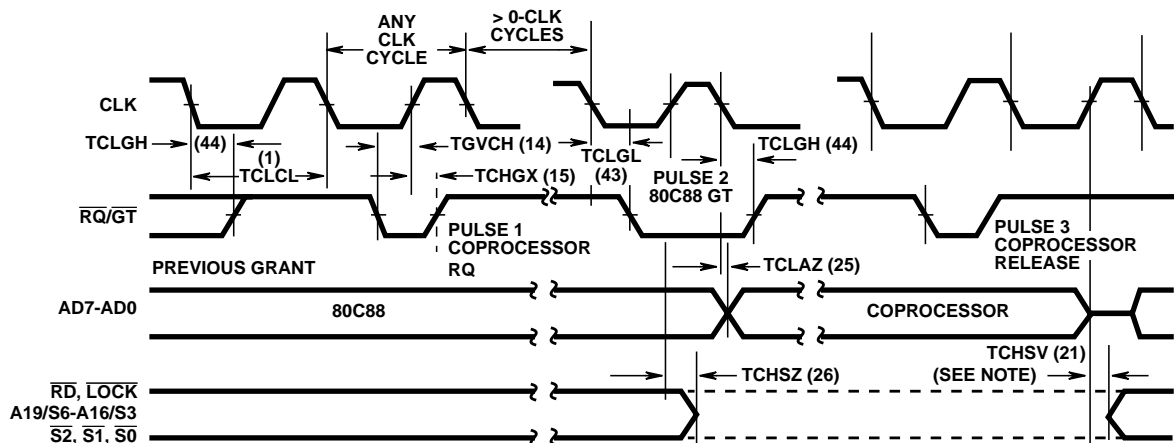 ANY
CLK
CYCLE
> 0-CLK
CYCLES
CLK
TCLGH
(44)
(1)
TCLCL
TGVCH (14)
TCHGX (15)
TCLGL
(43)
PULSE 2
80C88 GT
TCLGH (44)
RQ/GT
PULSE 1
COPROCESSOR
RQ
PULSE 3
COPROCESSOR
RELEASE
PREVIOUS GRANT
TCLAZ (25)
AD7-AD0
80C88
COPROCESSOR
TCHSV (21)
(SEE NOTE)
TCHSZ (26)
RD, LOCK
A19/S6-A16/S3
S2, S1, S0